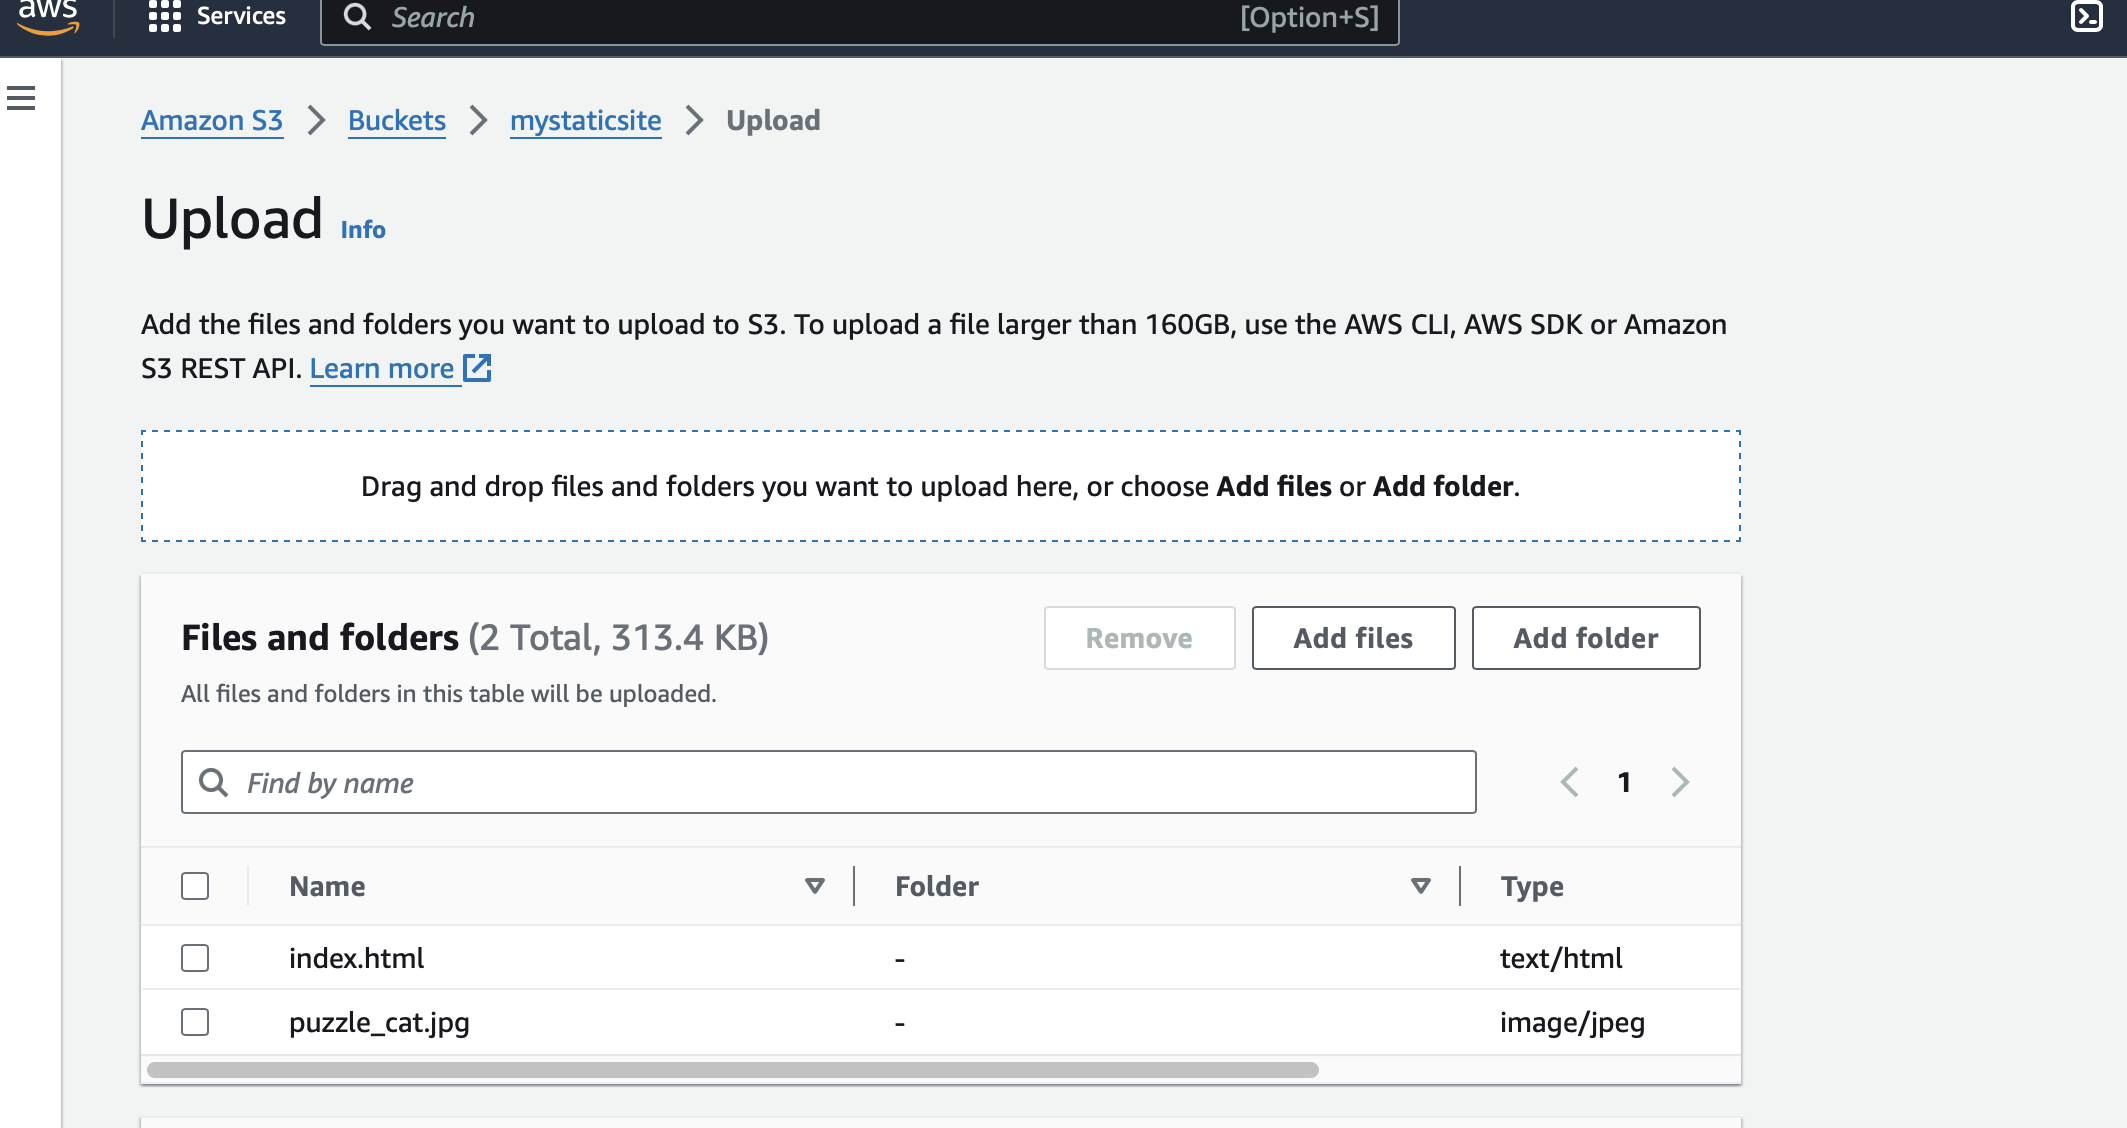 aws Services Search [Option+S]
Amazon S3 Buckets mystaticsite Upload
Upload Info
Add the files and folders you want to upload to S3. To upload a file larger than 160GB, use the AWS CLI, AWS SDK or Amazon
S3 REST API. Learn more
Drag and drop files and folders you want to upload here, or choose Add files or Add folder.
Files and folders (2 Total, 313.4 KB) Remove Add files Add folder
All files and folders in this table will be uploaded.
Find by name 1
Name Folder Type
index.html - text/html
puzzle_cat.jpg - image/jpeg